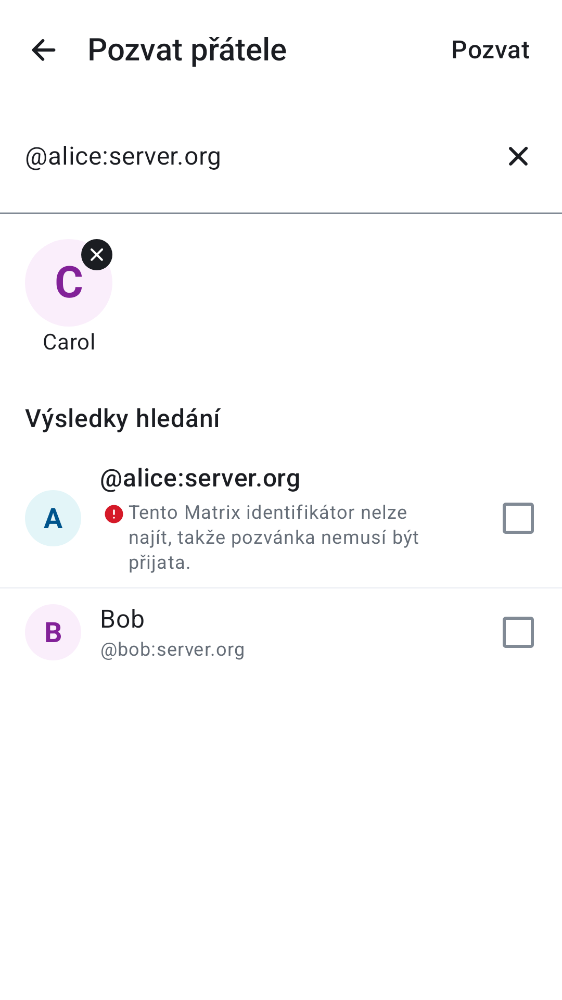 Pozvat přátele
Pozvat
@alice:server.org
C
Carol
Výsledky hledání
A
@alice:server.org
Tento Matrix identifikátor nelze
najít, takže pozvánka nemusí být
přijata.
B
Bob
@bob:server.org